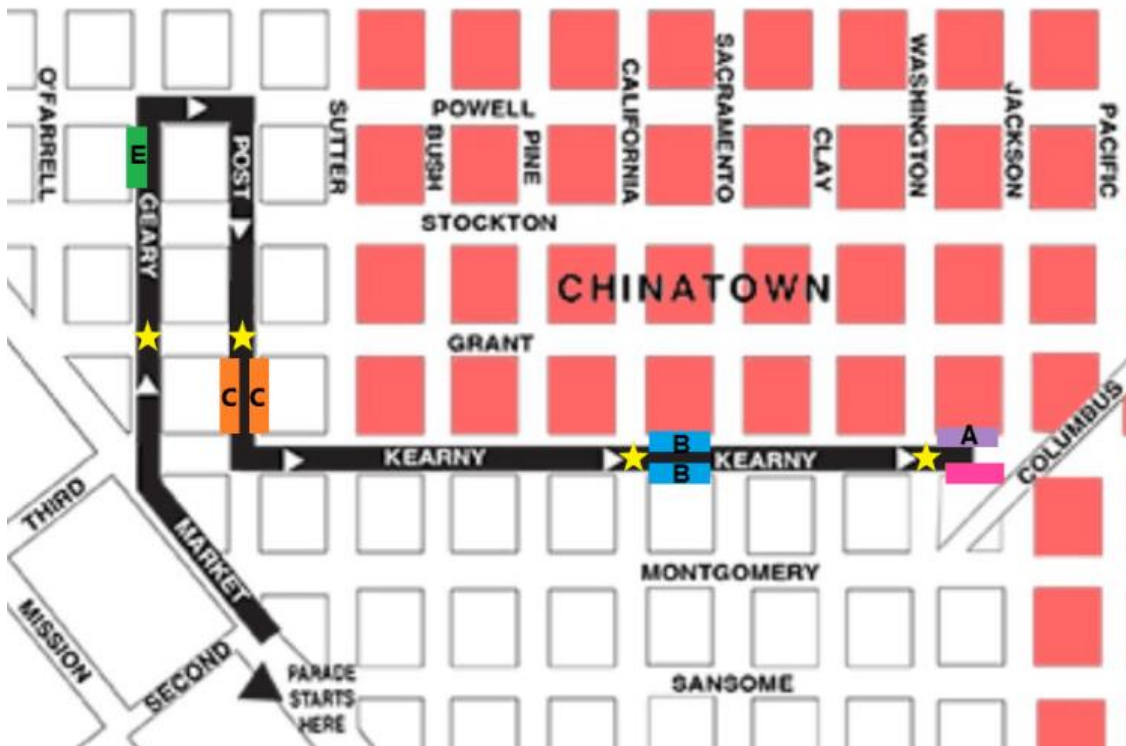 O'FARRELL
SUTTER
BUSH
POWELL
PINE
CALIFORNIA
SACRAMENTO
CLAY
WASHINGTON
JACKSON
PACIFIC
E
POST
GEARY
STOCKTON
CHINATOWN
GRANT
C C
KEARNY
B
B
KEARNY
A
COLUMBUS
THIRD
MARKET
MISSION
SECOND
MONTGOMERY
SANSOME
PARADE
STARTS
HERE